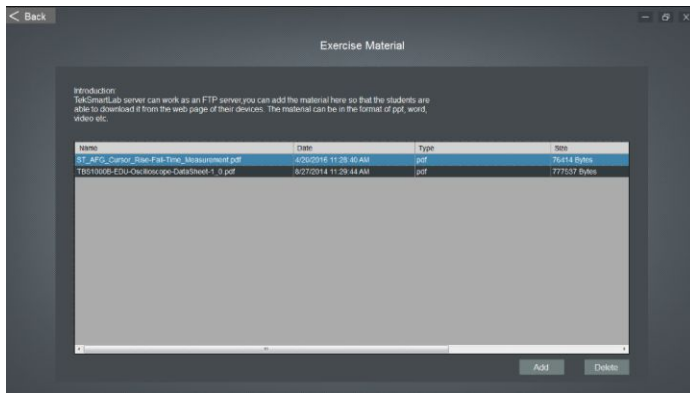 < Back
Exercise Material
Introduction:
TekSmartLab server can work as an FTP server,you can add the material here so that the students are
able to download it from the web page of their devices. The material can be in the format of ppt, word,
video etc.
Name Date Type Size
ST_AFG_Cursor_Rise-Fall-Time_Measurement.pdf 4/20/2016 11:28:40 AM pdf 76414 Bytes
TBS1000B-EDU-Oscilloscope-DataSheet-1_0.pdf 8/27/2014 11:29:44 AM pdf 777537 Bytes
Add Delete